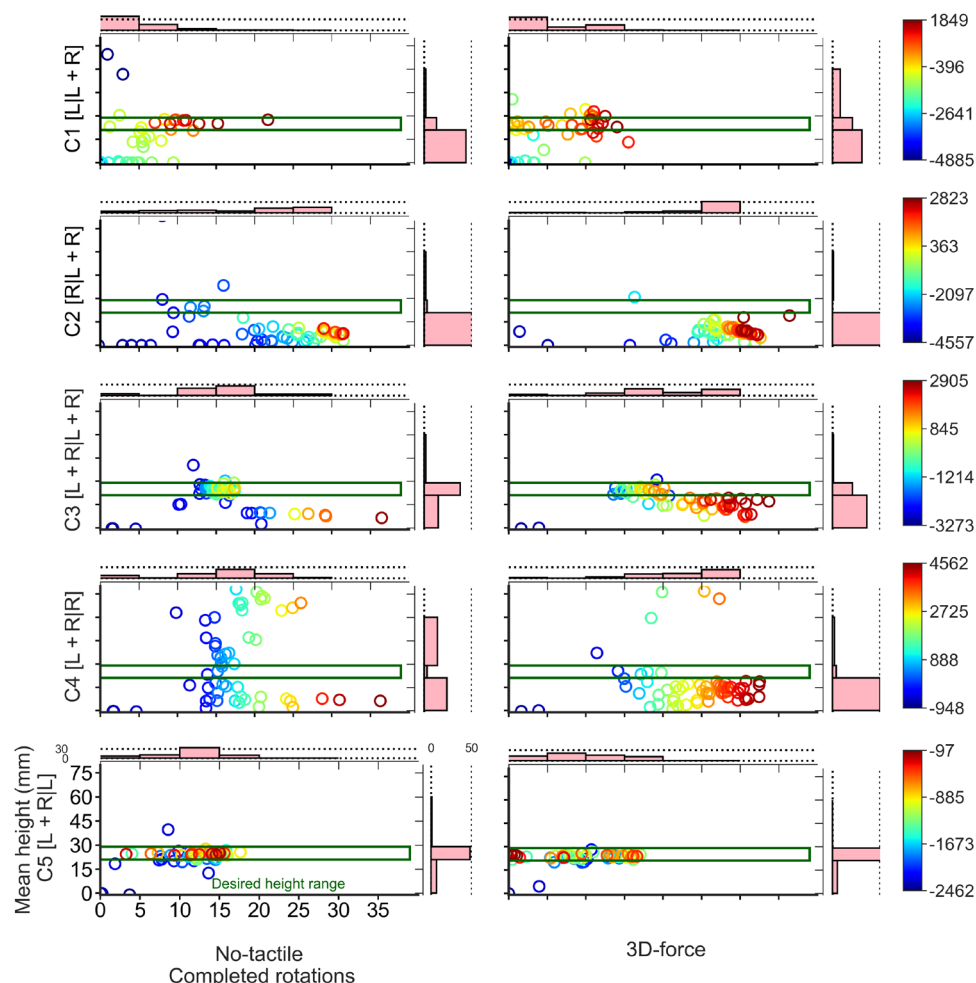 C1 [L|L + R]
1849
-396
-2641
-4885
C2 [R|L + R]
2823
363
-2097
-4557
C3 [L + R|L + R]
2905
845
-1214
-3273
C4 [L + R|R]
4562
2725
888
-948
Mean height (mm)
C5 [L + R|L]
30
0
0 50
75
60
45
30
15
0
Desired height range
0 5 10 15 20 25 30 35
-97
-885
-1673
-2462
No-tactile
Completed rotations
3D-force